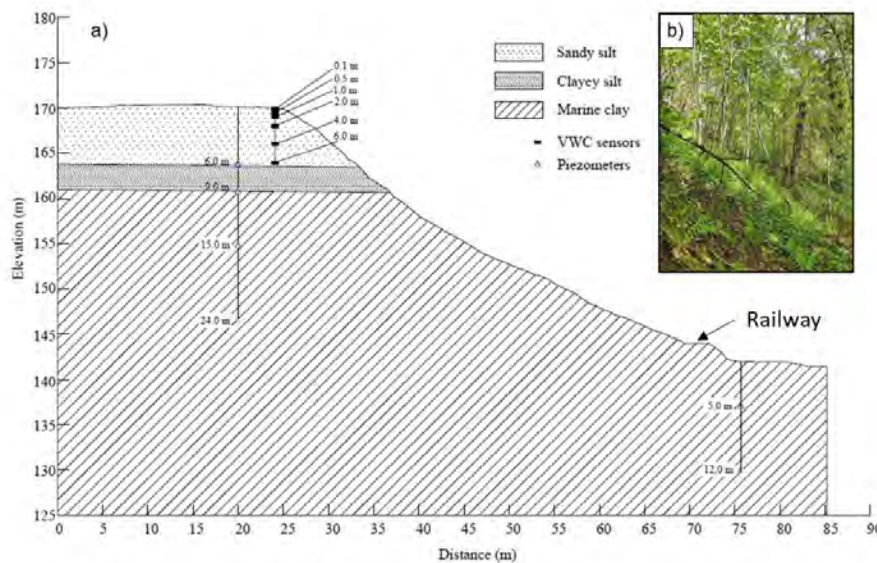 a)
b)
Sandy silt
Clayey silt
Marine clay
VWC sensors
Piezometers
0.1 m
0.5 m
1.0 m
2.0 m
4.0 m
6.0 m
6.0 m
9.0 m
15.0 m
24.0 m
Railway
5.0 m
12.0 m
Elevation (m)
180
175
170
165
160
155
150
145
140
135
130
125
0 5 10 15 20 25 30 35 40 45 50 55 60 65 70 75 80 85 90
Distance (m)